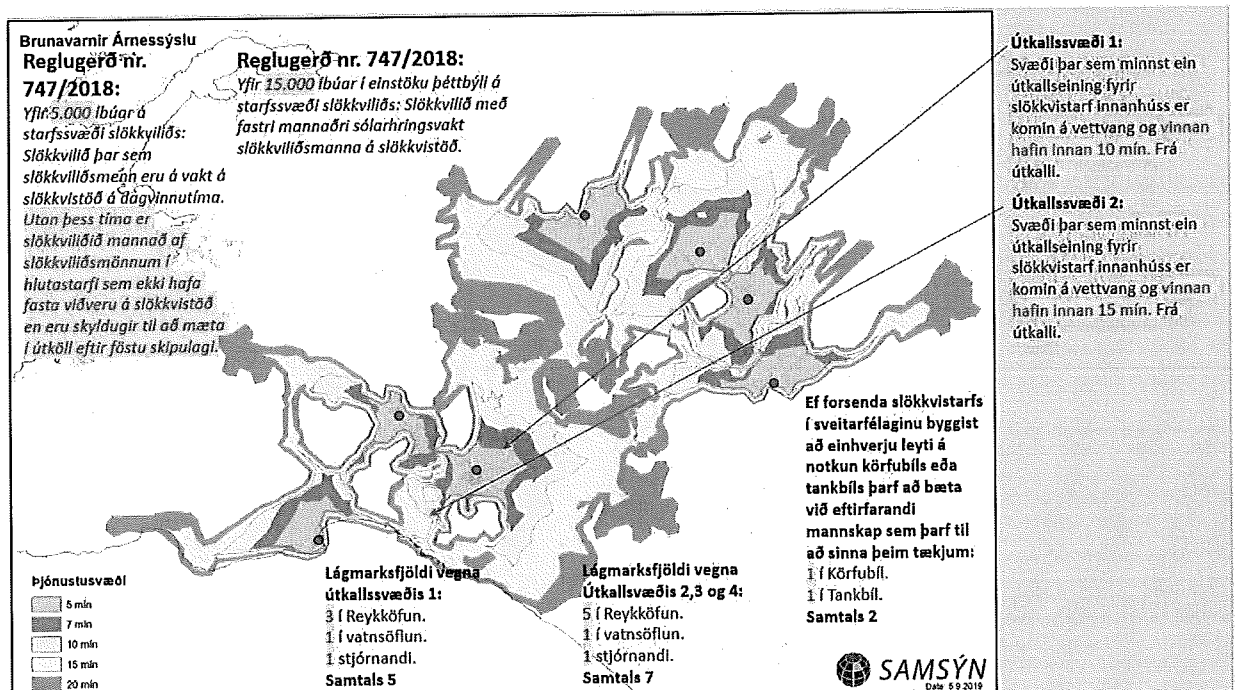 Brunavarnir Árnessýslu
Reglugerð nr.
747/2018:
Yfir 5.000 íbúar á
starfssvæði slökkviliðs:
Slökkvilið þar sem
slökkviliðsmenn eru á vakt á
slökkvistöð á dagvinnutíma.
Utan þess tíma er
slökkviliðið mannað af
slökkviliðsmönnum í
hlutastarfi sem ekki hafa
fasta viðveru á slökkvistöð
en eru skyldugir til að mæta
í útköll eftir föstu skipulagi.
Reglugerð nr. 747/2018:
Yfir 15.000 íbúar í einstöku þéttbýli á
starfssvæði slökkviliðs: Slökkvilið með
fastri mannaðri sólarhringsvakt
slökkviliðsmanna á slökkvistöð.
Útkallssvæði 1:
Svæði þar sem minnst ein
útkallseining fyrir
slökkvistarf innanhúss er
komin á vettvang og vinnan
hafin innan 10 mín. Frá
útkalli.
Útkallssvæði 2:
Svæði þar sem minnst ein
útkallseining fyrir
slökkvistarf innanhúss er
komin á vettvang og vinnan
hafin innan 15 mín. Frá
útkalli.
Ef forsenda slökkvistarfs
í sveitarfélaginu byggist
að einhverju leyti á
notkun körfubíls eða
tankbíls þarf að bæta
við eftirfarandi
mannskap sem þarf til
að sinna þeim tækjum:
1 í Körfubíl.
1 í Tankbíl.
Samtals 2
Þjónustusvæði
5 mín
7 mín
10 mín
15 mín
20 mín
Lágmarksfjöldi vegna
útkallssvæðis 1:
3 í Reykköfun.
1 í vatnsöflun.
1 stjórnandi.
Samtals 5
Lágmarksfjöldi vegna
Útkallssvæðis 2,3 og 4:
5 í Reykköfun.
1 í vatnsöflun.
1 stjórnandi.
Samtals 7
SAMSÝN
Date: 5.9.2019